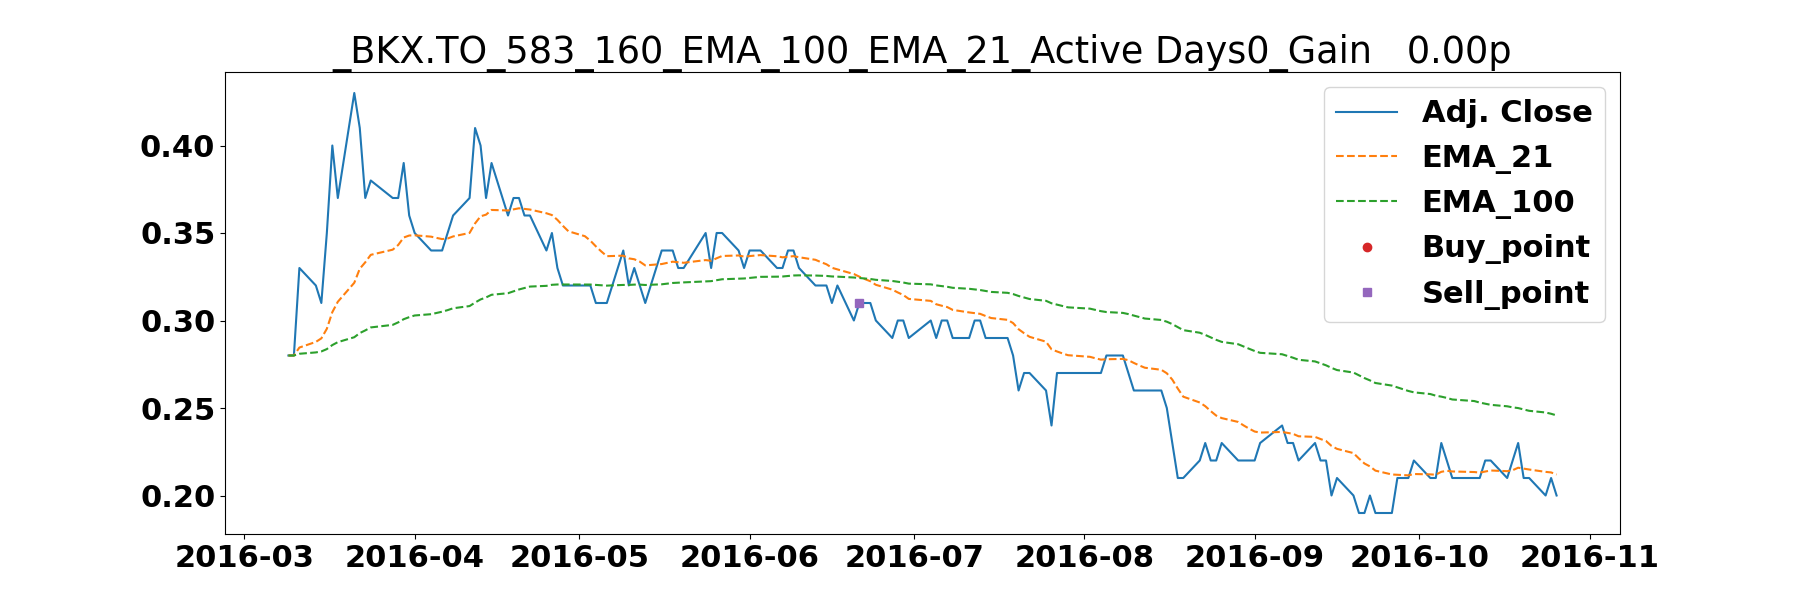 _BKX.TO_583_160_EMA_100_EMA_21_Active Days0_Gain   0.00p
Adj. Close
EMA_21
EMA_100
Buy_point
Sell_point
0.40
0.35
0.30
0.25
0.20
2016-03 2016-04 2016-05 2016-06 2016-07 2016-08 2016-09 2016-10 2016-11